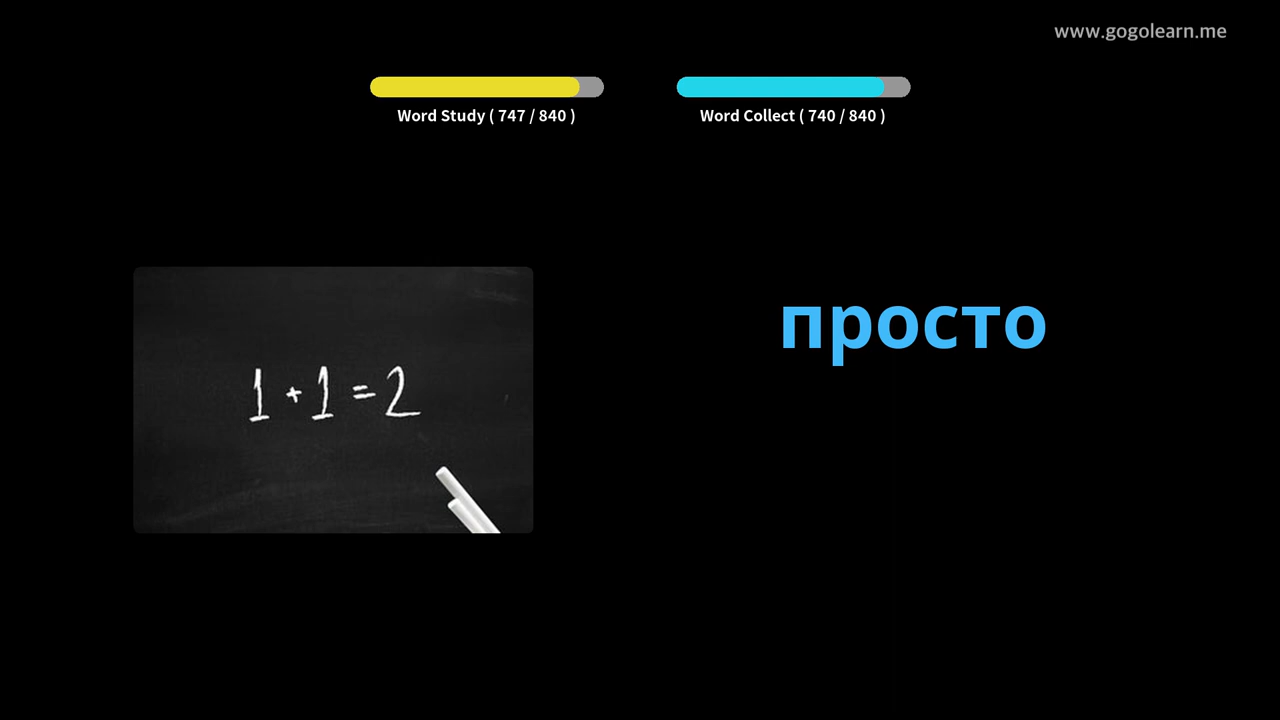 www.gogolearn.me
Word Study ( 747 / 840 )
Word Collect ( 740 / 840 )
1 + 1 = 2
просто